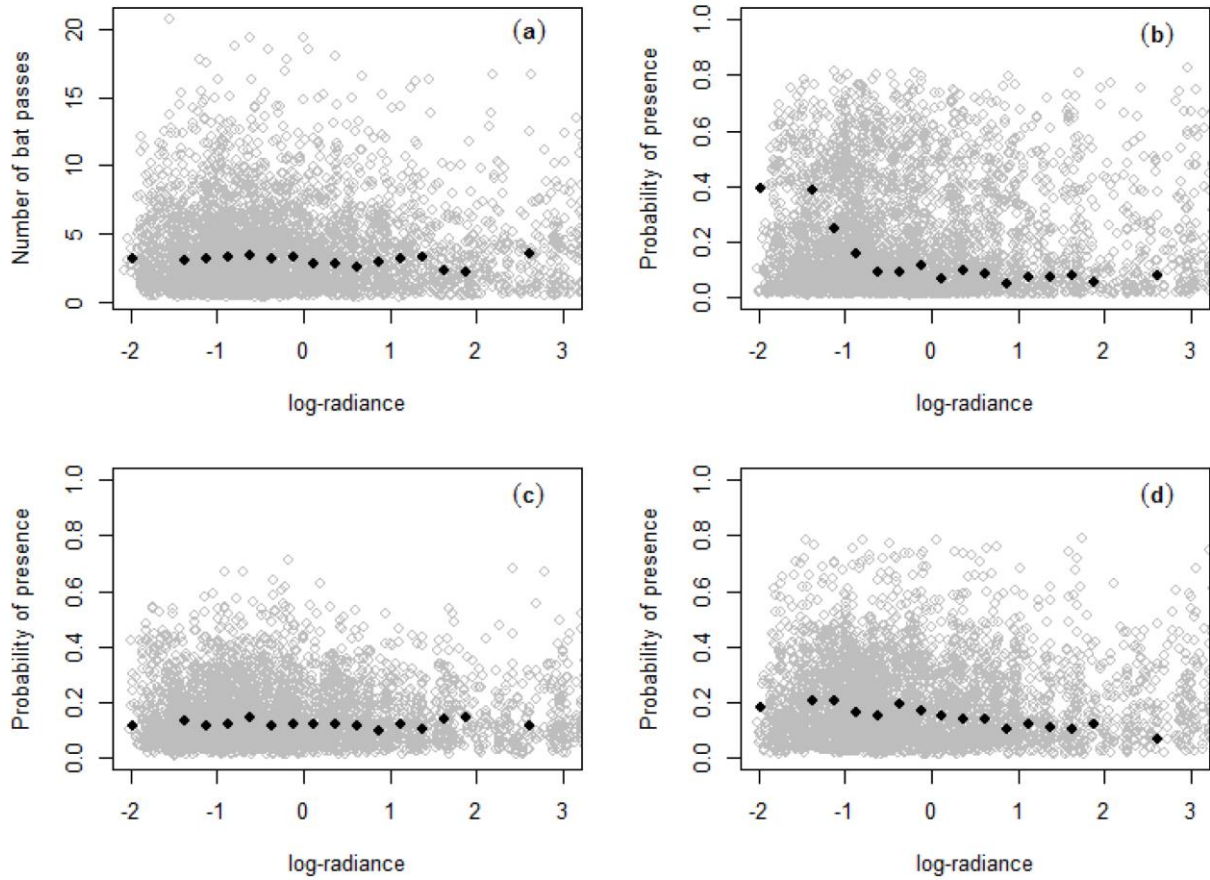 (a)
Number of bat passes
20
15
10
5
0
-2 -1 0 1 2 3
log-radiance
(b)
Probability of presence
1.0
0.8
0.6
0.4
0.2
0.0
-2 -1 0 1 2 3
log-radiance
(c)
Probability of presence
1.0
0.8
0.6
0.4
0.2
0.0
-2 -1 0 1 2 3
log-radiance
(d)
Probability of presence
1.0
0.8
0.6
0.4
0.2
0.0
-2 -1 0 1 2 3
log-radiance